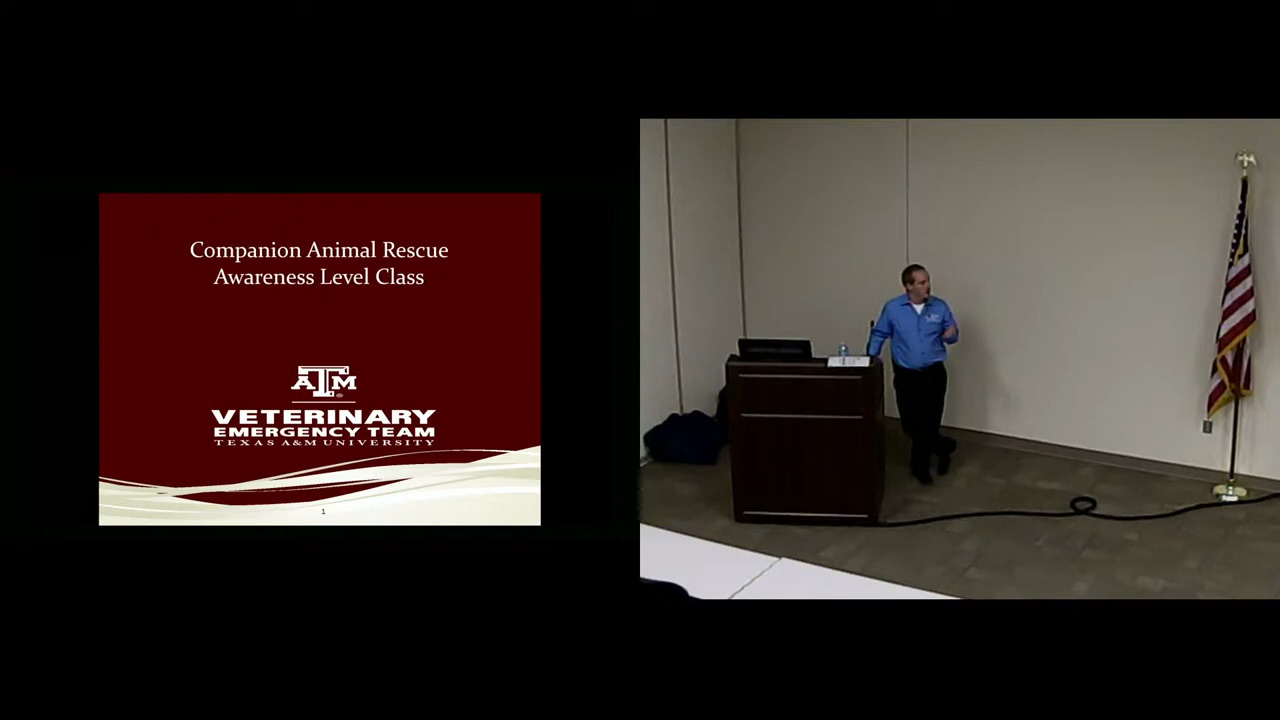 Companion Animal Rescue
Awareness Level Class
ATM
®
VETERINARY
EMERGENCY TEAM
TEXAS A&M UNIVERSITY
1